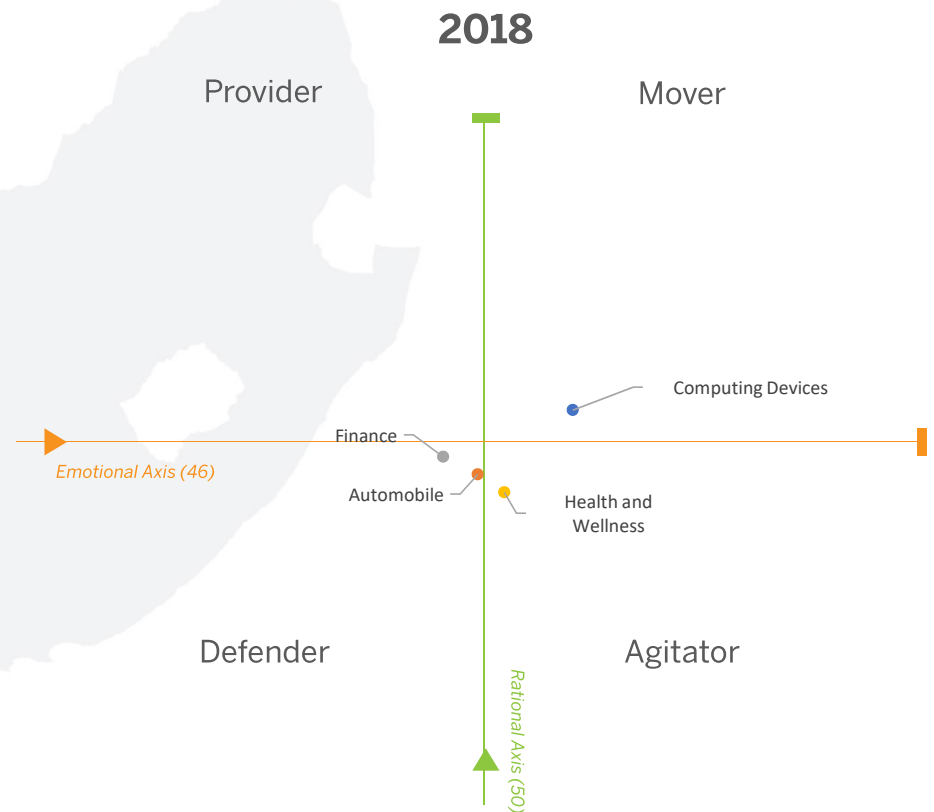 2018
Provider
Mover
Computing Devices
Finance
Emotional Axis (46)
Automobile
Health and
Wellness
Defender
Agitator
Rational Axis (50)